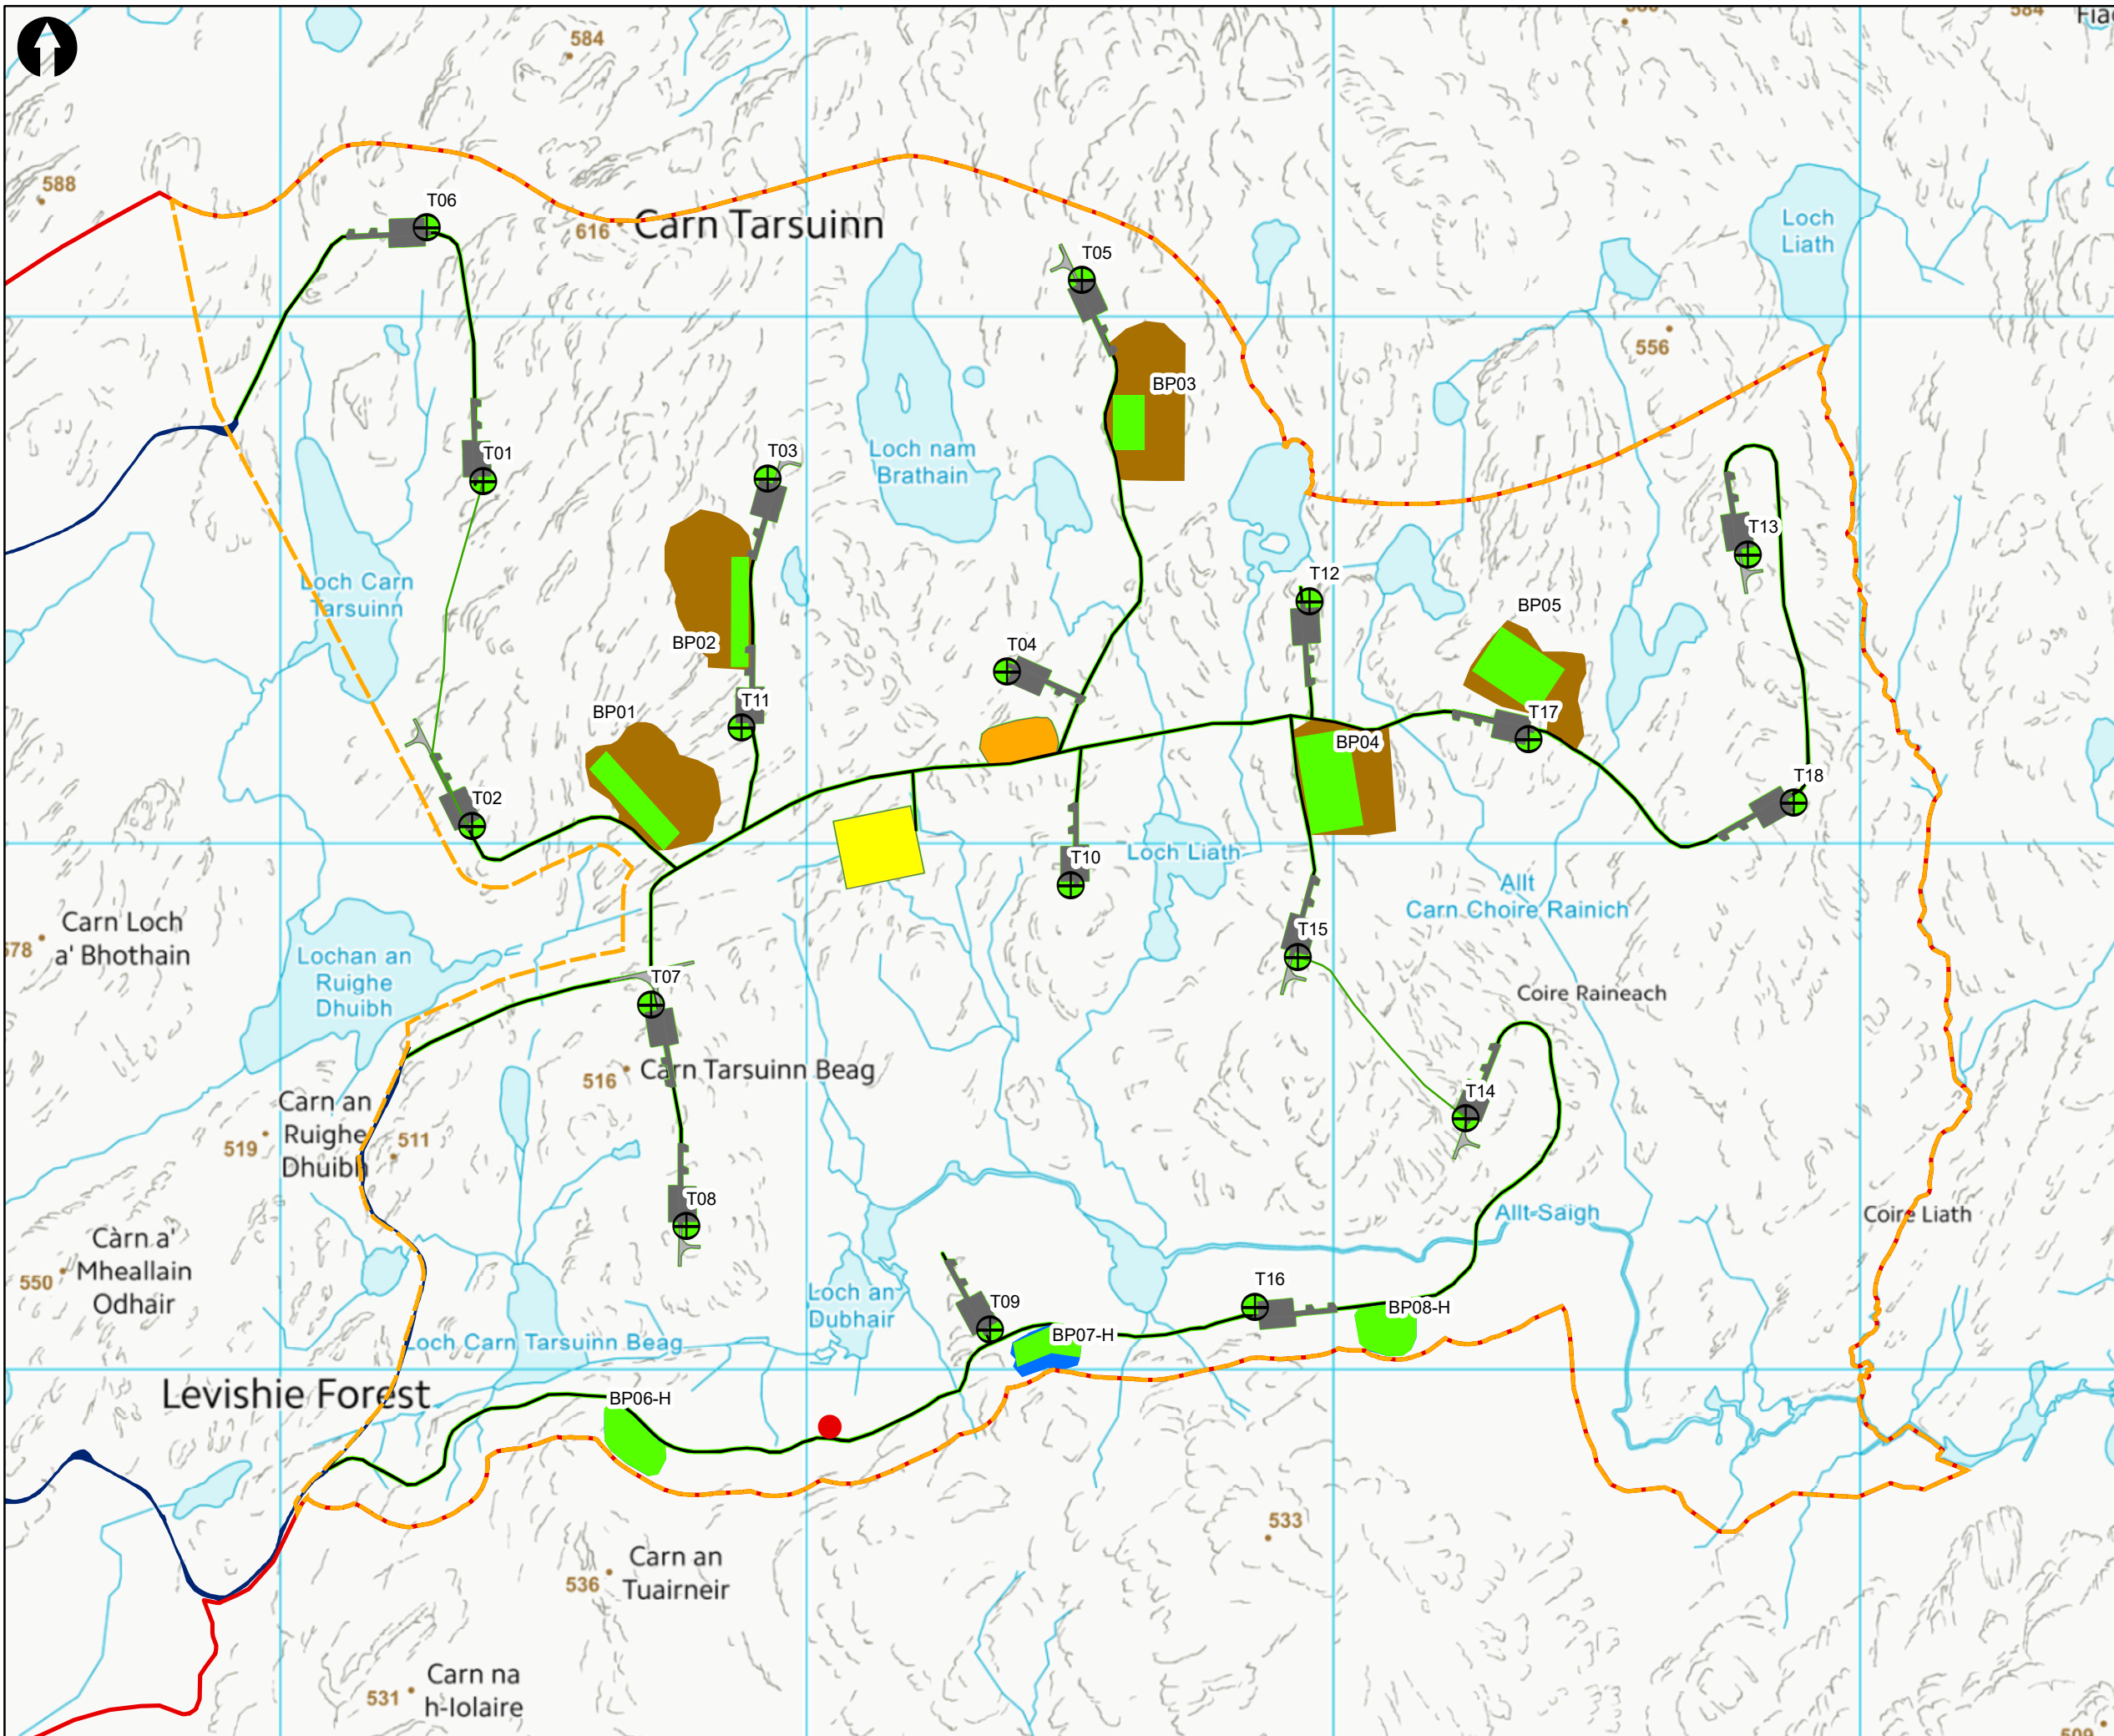 584
584
588
T06
616
Carn Tarsuinn
T05
Loch
Liath
556
BP03
T01
T03
Loch nam
Brathain
T13
Loch Carn
Tarsuinn
T12
BP05
BP02
T04
BP01
T11
T17
BP04
T02
T18
T10
Loch Liath
Allt
Carn Choire Rainich
Carn Loch
a' Bhothain
578
Lochan an
Ruighe
Dhuibh
T15
T07
Coire Raineach
516
Carn Tarsuinn Beag
Carn an
Ruighe
Dhuibh
519
511
T14
T08
Allt Saigh
Coire Liath
Càrn a'
Mheallain
Odhair
550
Loch an
Dubhair
T09
T16
BP08-H
BP07-H
Loch Carn Tarsuinn Beag
Levishie Forest
BP06-H
533
Carn an
Tuairneir
536
Carn na
h-Iolaire
531